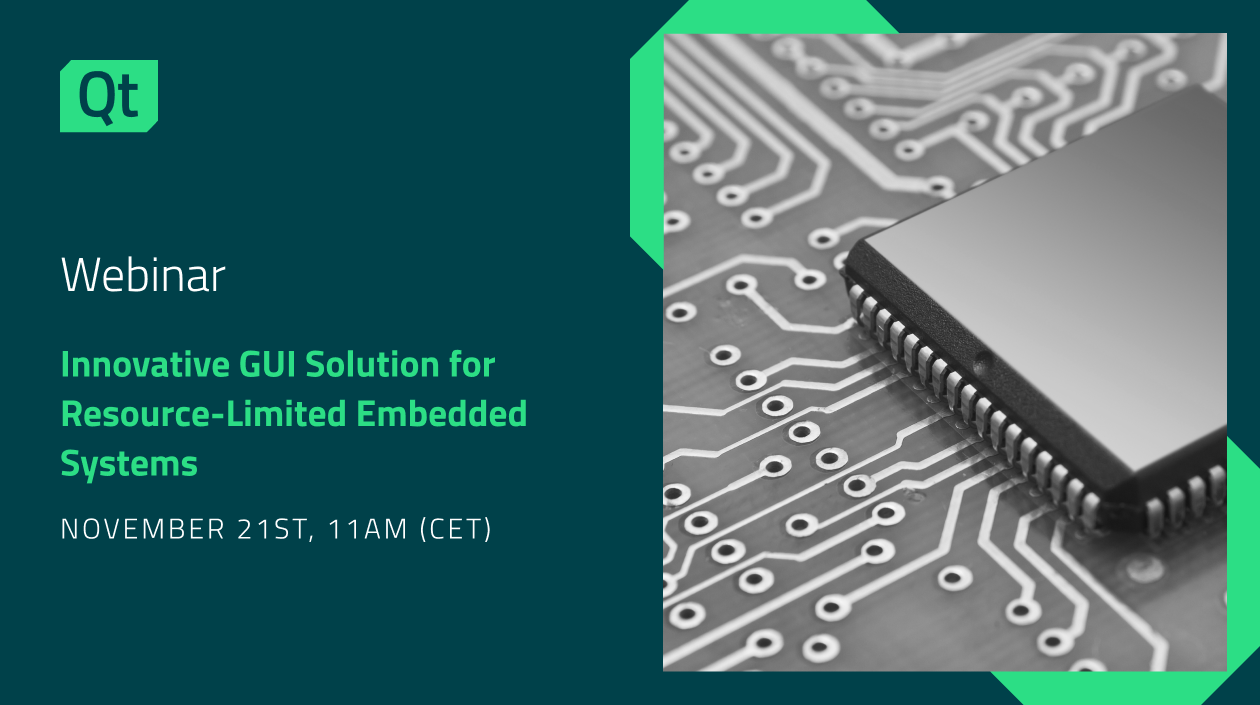 Qt
Webinar
Innovative GUI Solution for
Resource-Limited Embedded
Systems
NOVEMBER 21ST, 11AM (CET)